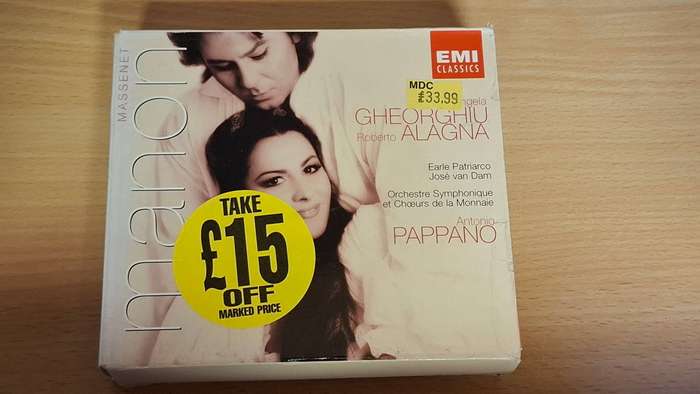 MASSENET
manon
EMI
CLASSICS
MDC
£33.99
Angela
GHEORGHIU
Roberto ALAGNA
Earle Patriarco
José van Dam
Orchestre Symphonique
et Chœurs de la Monnaie
Antonio
PAPPANO
TAKE
£15
OFF
MARKED PRICE